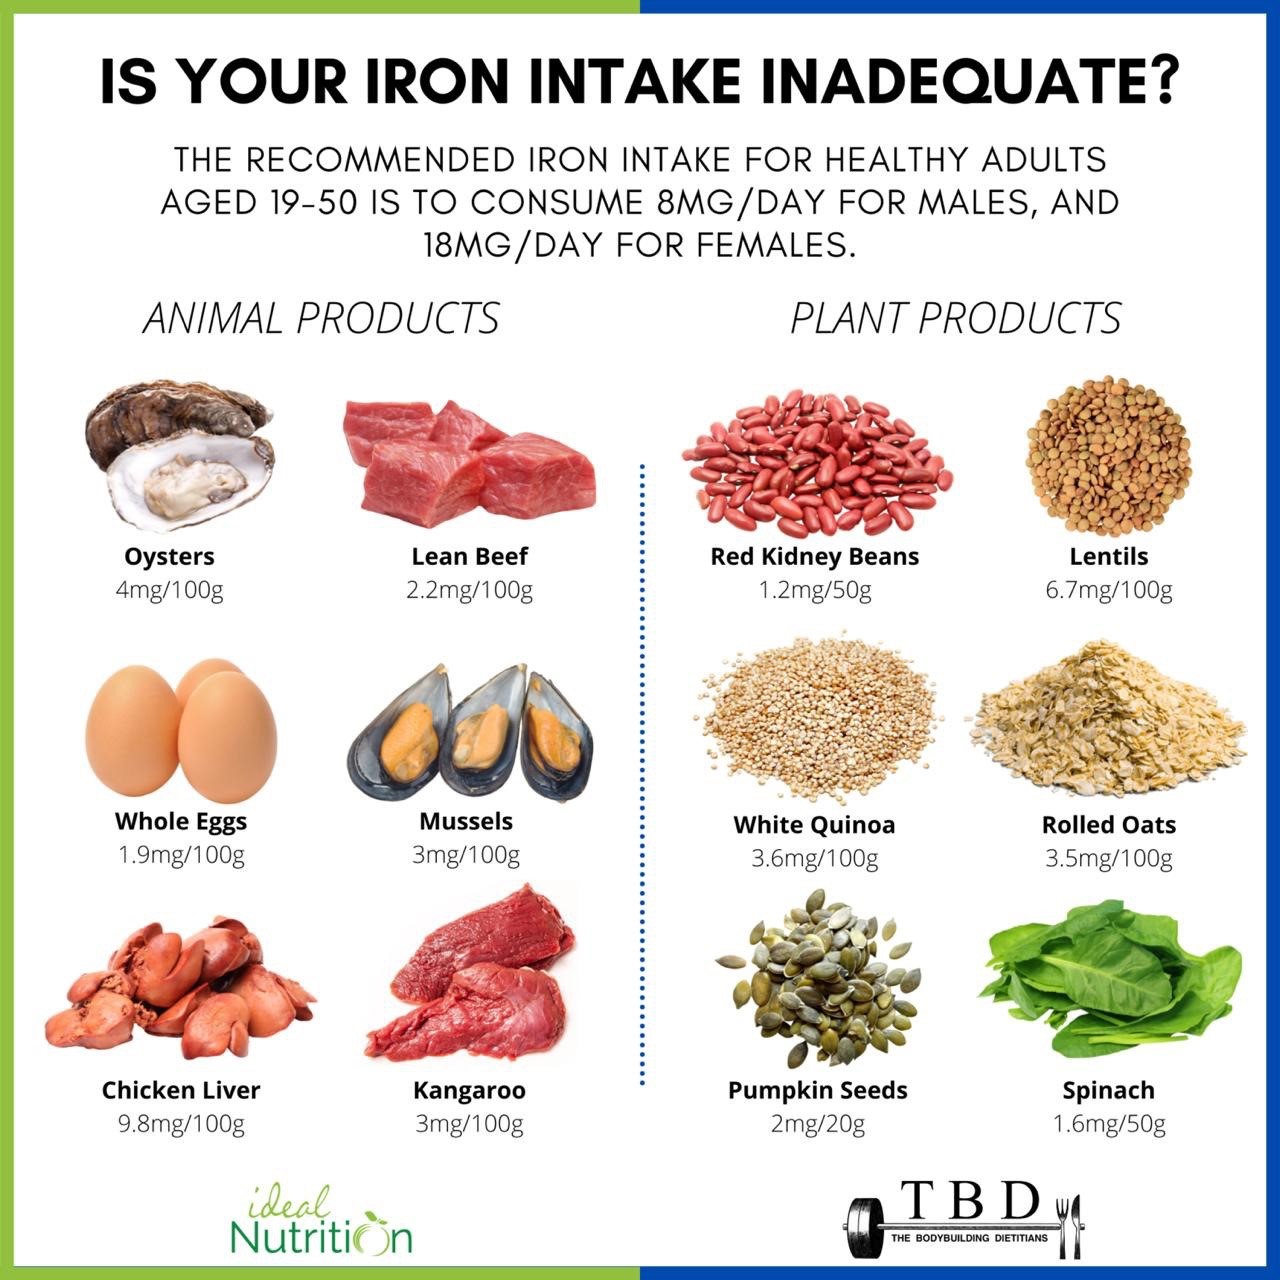 IS YOUR IRON INTAKE INADEQUATE?
THE RECOMMENDED IRON INTAKE FOR HEALTHY ADULTS
AGED 19-50 IS TO CONSUME 8MG/DAY FOR MALES, AND
18MG/DAY FOR FEMALES.
ANIMAL PRODUCTS
Oysters
4mg/100g
Lean Beef
2.2mg/100g
Whole Eggs
1.9mg/100g
Mussels
3mg/100g
Chicken Liver
9.8mg/100g
Kangaroo
3mg/100g
PLANT PRODUCTS
Red Kidney Beans
1.2mg/50g
Lentils
6.7mg/100g
White Quinoa
3.6mg/100g
Rolled Oats
3.5mg/100g
Pumpkin Seeds
2mg/20g
Spinach
1.6mg/50g
ideal
Nutrition
TBD
THE BODYBUILDING DIETITIANS